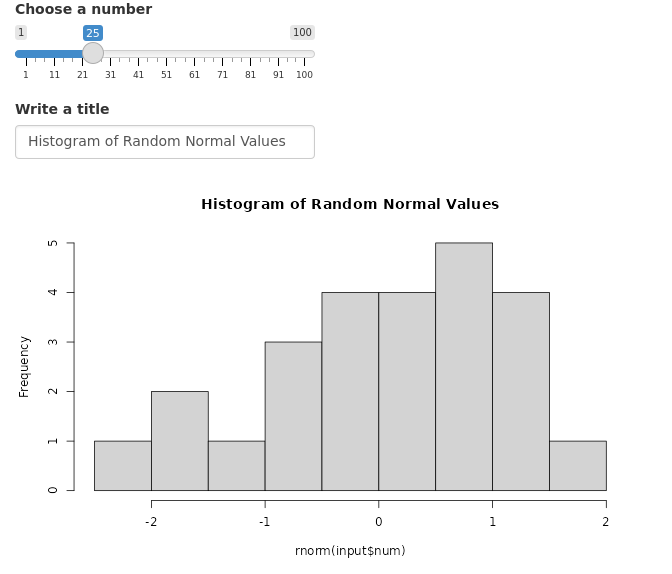 Choose a number
1 25 100
1 11 21 31 41 51 61 71 81 91 100
Write a title
Histogram of Random Normal Values
Histogram of Random Normal Values
5
4
3
2
1
0
Frequency
-2 -1 0 1 2
rnorm(input$num)